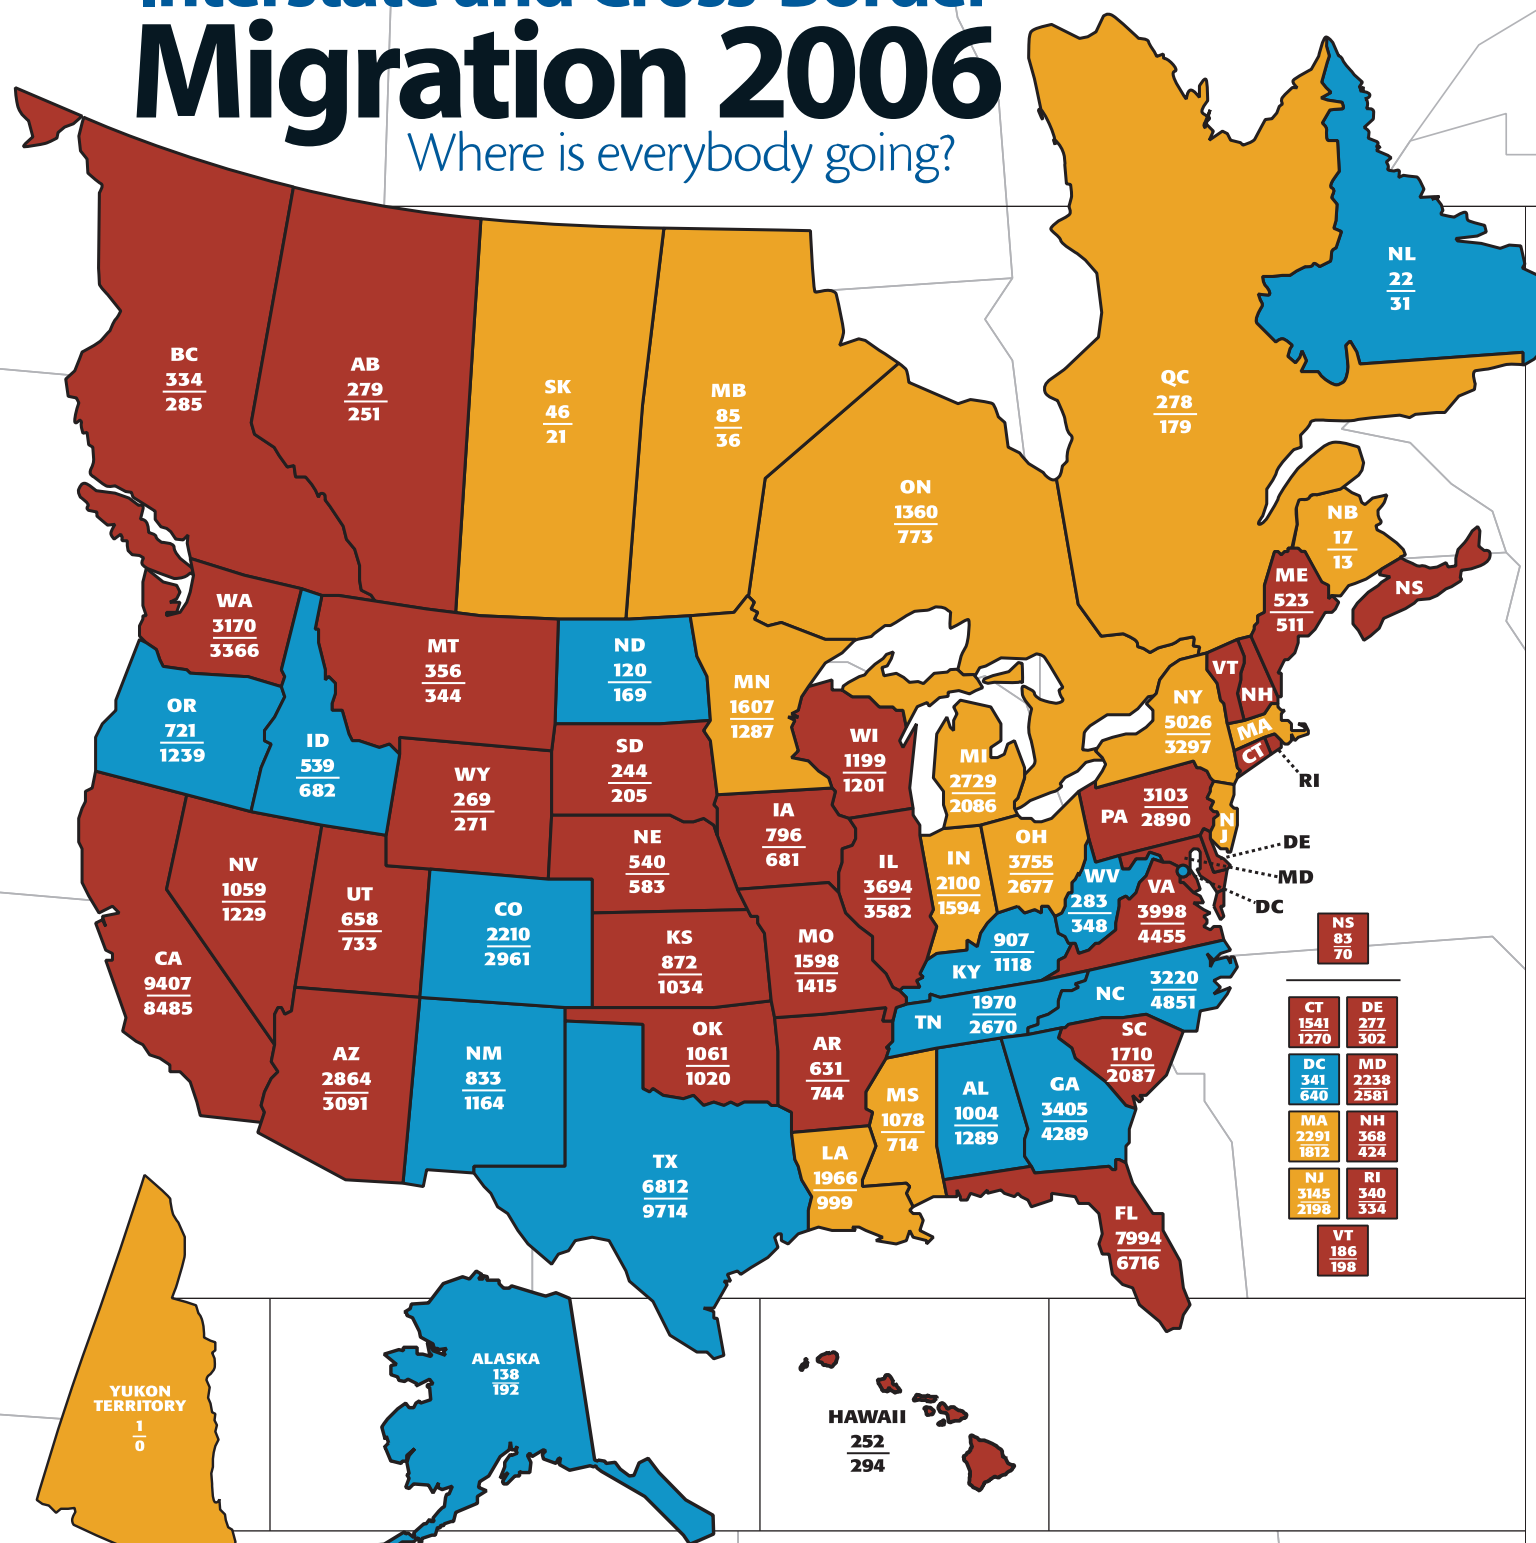 Interstate and Cross-Border
Migration 2006
Where is everybody going?
BC
334
285
AB
279
251
SK
46
21
MB
85
36
ON
1360
773
QC
278
179
NL
22
31
NB
17
13
NS
ME
523
511
WA
3170
3366
MT
356
344
ND
120
169
MN
1607
1287
VT
NH
NY
5026
3297
MA
CT
RI
OR
721
1239
ID
539
682
WY
269
271
SD
244
205
WI
1199
1201
MI
2729
2086
PA
3103
2890
N
J
DE
MD
DC
NV
1059
1229
UT
658
733
NE
540
583
IA
796
681
IL
3694
3582
IN
2100
1594
OH
3755
2677
WV
283
348
VA
3998
4455
CA
9407
8485
CO
2210
2961
KS
872
1034
MO
1598
1415
KY
907
1118
NS
83
70
AZ
2864
3091
NM
833
1164
OK
1061
1020
AR
631
744
TN
1970
2670
NC
3220
4851
SC
1710
2087
CT
1541
1270
DE
277
302
DC
341
640
MD
2238
2581
MA
2291
1812
NH
368
424
NJ
3145
2198
RI
340
334
VT
186
198
TX
6812
9714
LA
1966
999
MS
1078
714
AL
1004
1289
GA
3405
4289
FL
7994
6716
YUKON
TERRITORY
1
0
ALASKA
138
192
HAWAII
252
294